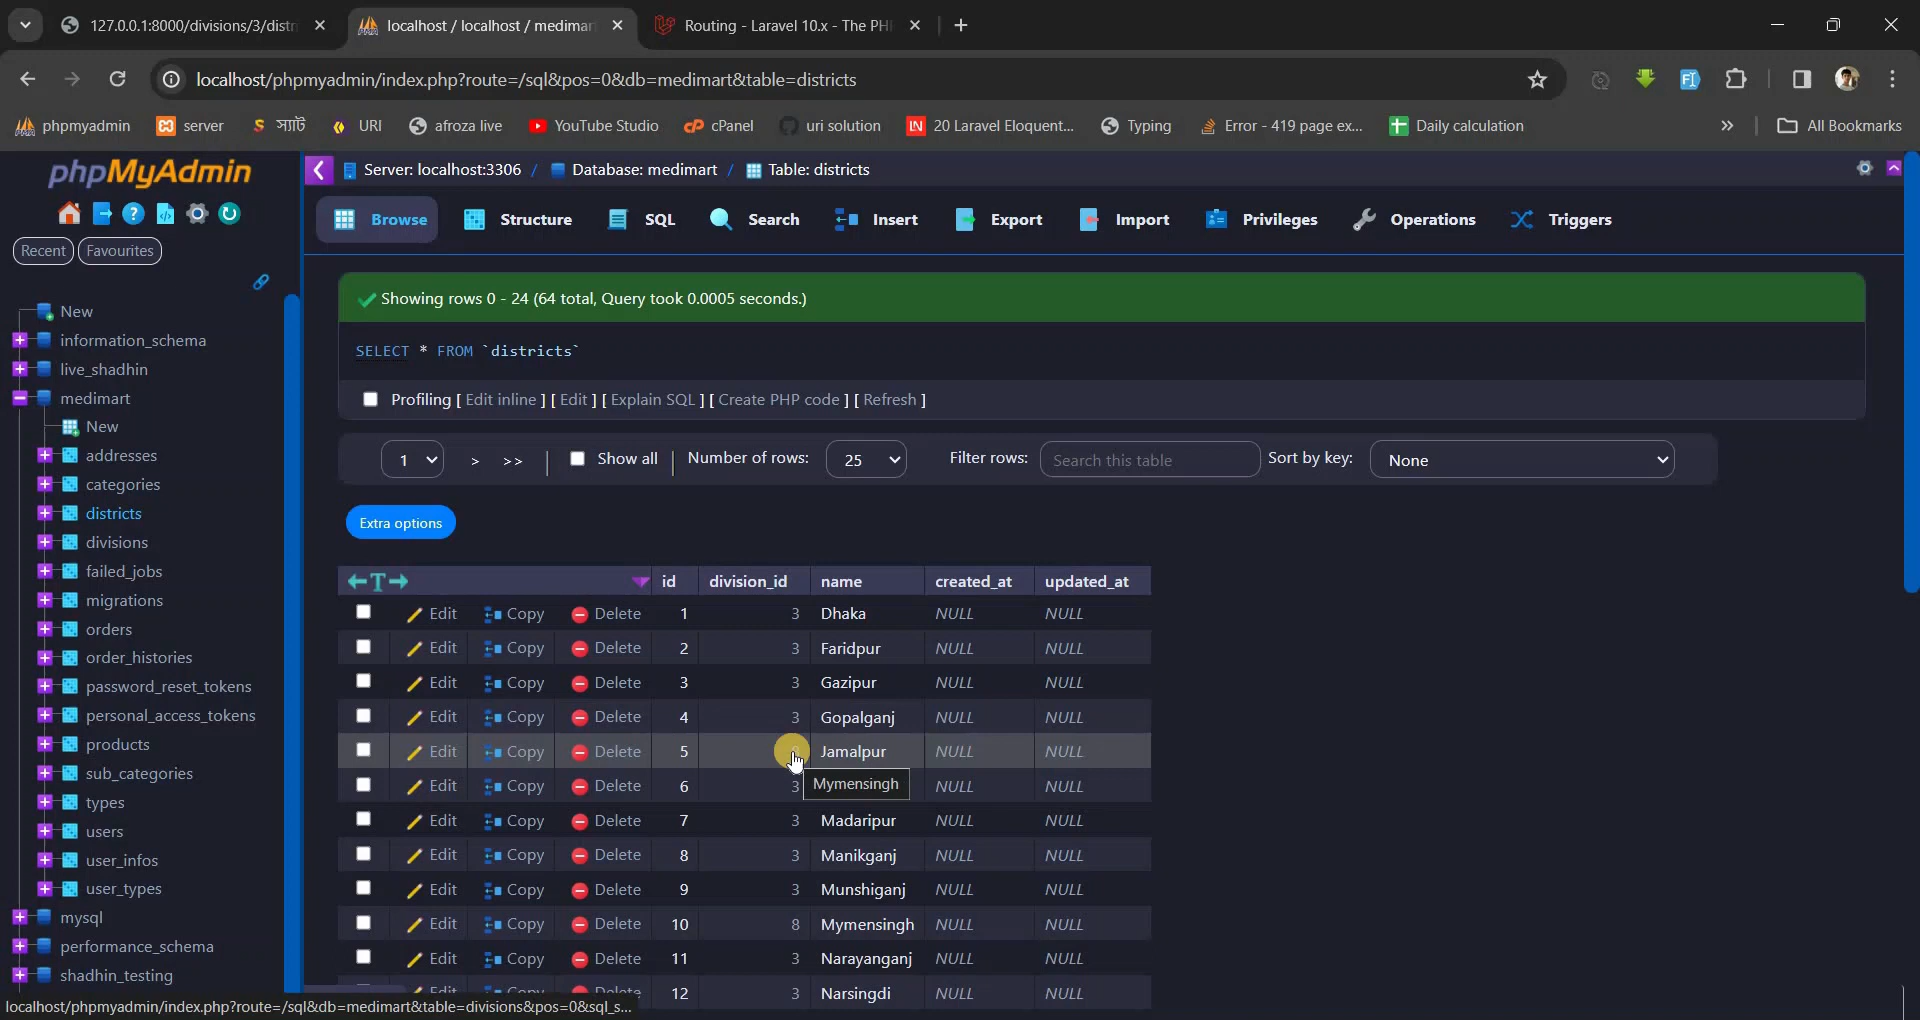 127.0.0.1:8000/divisions/3/distr
localhost / localhost / medimar
Routing - Laravel 10.x - The PH
localhost/phpmyadmin/index.php?route=/sql&pos=0&db=medimart&table=districts
phpmyadmin
server
স্যাট
URI
afroza live
YouTube Studio
cPanel
uri solution
20 Laravel Eloquent...
Typing
Error - 419 page ex...
Daily calculation
All Bookmarks
phpMyAdmin
Recent
Favourites
New
information_schema
live_shadhin
medimart
New
addresses
categories
districts
divisions
failed_jobs
migrations
orders
order_histories
password_reset_tokens
personal_access_tokens
products
sub_categories
types
users
user_infos
user_types
mysql
performance_schema
shadhin_testing
Server: localhost:3306 / Database: medimart / Table: districts
Browse
Structure
SQL
Search
Insert
Export
Import
Privileges
Operations
Triggers
Showing rows 0 - 24 (64 total, Query took 0.0005 seconds.)
SELECT * FROM `districts`
Profiling [ Edit inline ] [ Edit ] [ Explain SQL ] [ Create PHP code ] [ Refresh ]
1 > >> | Show all | Number of rows: 25 Filter rows: Search this table Sort by key: None
Extra options
←T→ id division_id name created_at updated_at
Edit Copy Delete 1 3 Dhaka NULL NULL
Edit Copy Delete 2 3 Faridpur NULL NULL
Edit Copy Delete 3 3 Gazipur NULL NULL
Edit Copy Delete 4 3 Gopalganj NULL NULL
Edit Copy Delete 5 Jamalpur NULL NULL
Edit Copy Delete 6 3 NULL NULL
Mymensingh
Edit Copy Delete 7 3 Madaripur NULL NULL
Edit Copy Delete 8 3 Manikganj NULL NULL
Edit Copy Delete 9 3 Munshiganj NULL NULL
Edit Copy Delete 10 8 Mymensingh NULL NULL
Edit Copy Delete 11 3 Narayanganj NULL NULL
Edit Copy Delete 12 3 Narsingdi NULL NULL
localhost/phpmyadmin/index.php?route=/sql&db=medimart&table=divisions&pos=0&sql_s...